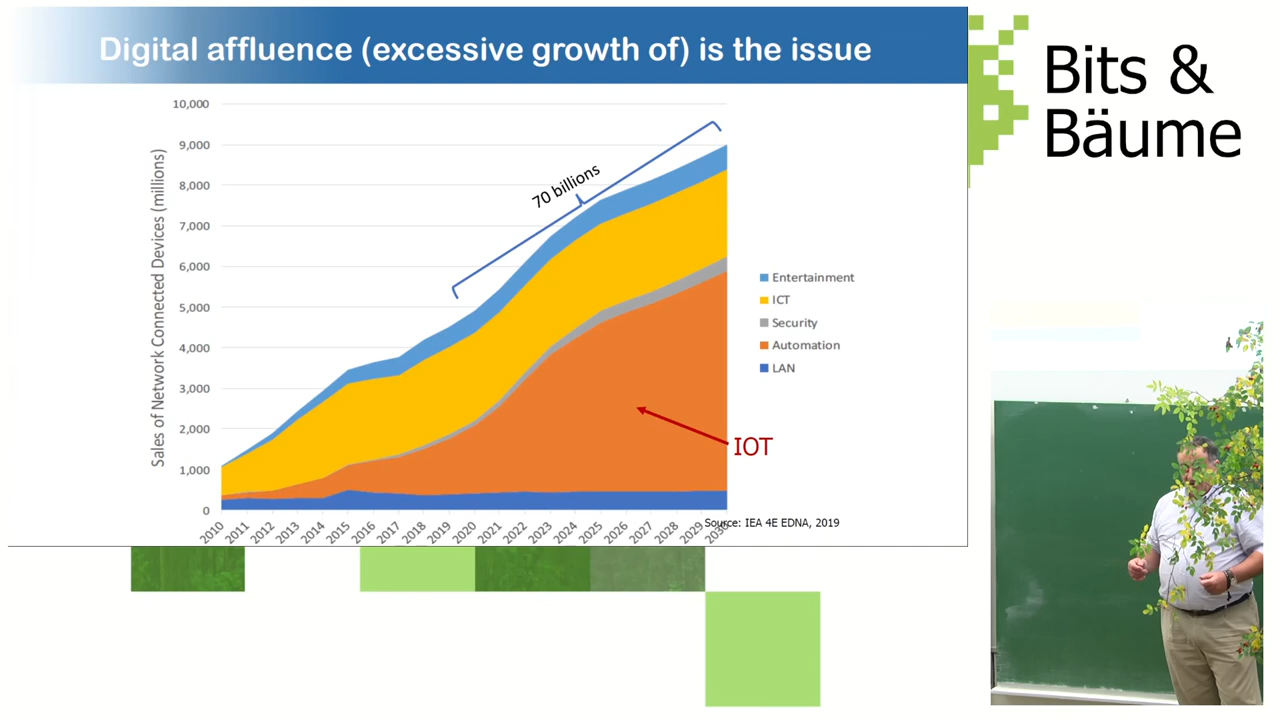 Digital affluence (excessive growth of) is the issue
Bits &
Bäume
Sales of Network Connected Devices (millions)
10,000
9,000
8,000
7,000
6,000
5,000
4,000
3,000
2,000
1,000
0
70 billions
Entertainment
ICT
Security
Automation
LAN
IOT
2010
2011
2012
2013
2014
2015
2016
2017
2018
2019
2020
2021
2022
2023
2024
2025
2026
2027
2028
2029
2030
Source: IEA 4E EDNA, 2019